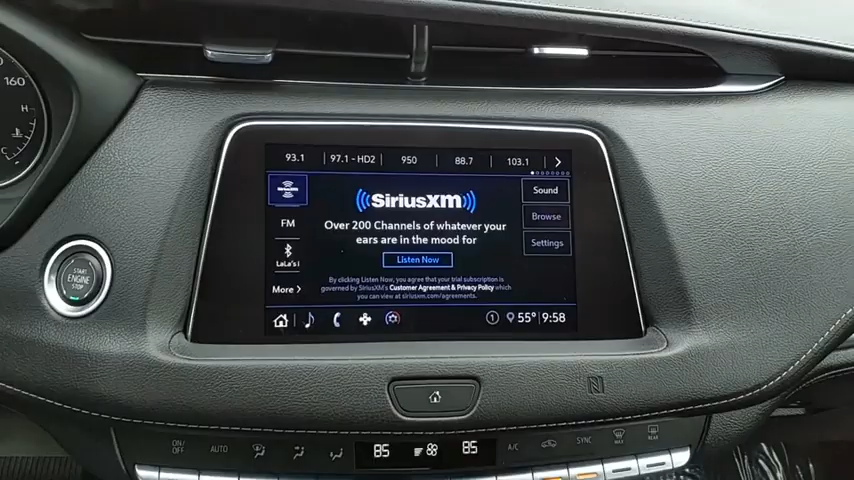 93.1 97.1 - HD2 950 88.7 103.1
160
H
C
SiriusXM
Sound
FM
Over 200 Channels of whatever your
ears are in the mood for
Browse
LaLa's i
Listen Now
Settings
More
By clicking Listen Now, you agree that your trial subscription is
governed by SiriusXM's Customer Agreement & Privacy Policy which
you can view at siriusxm.com/agreements.
1 55° 9:58
START
ENGINE
STOP
ON/
OFF
AUTO
85
85
A/C
SYNC
MAX
REAR